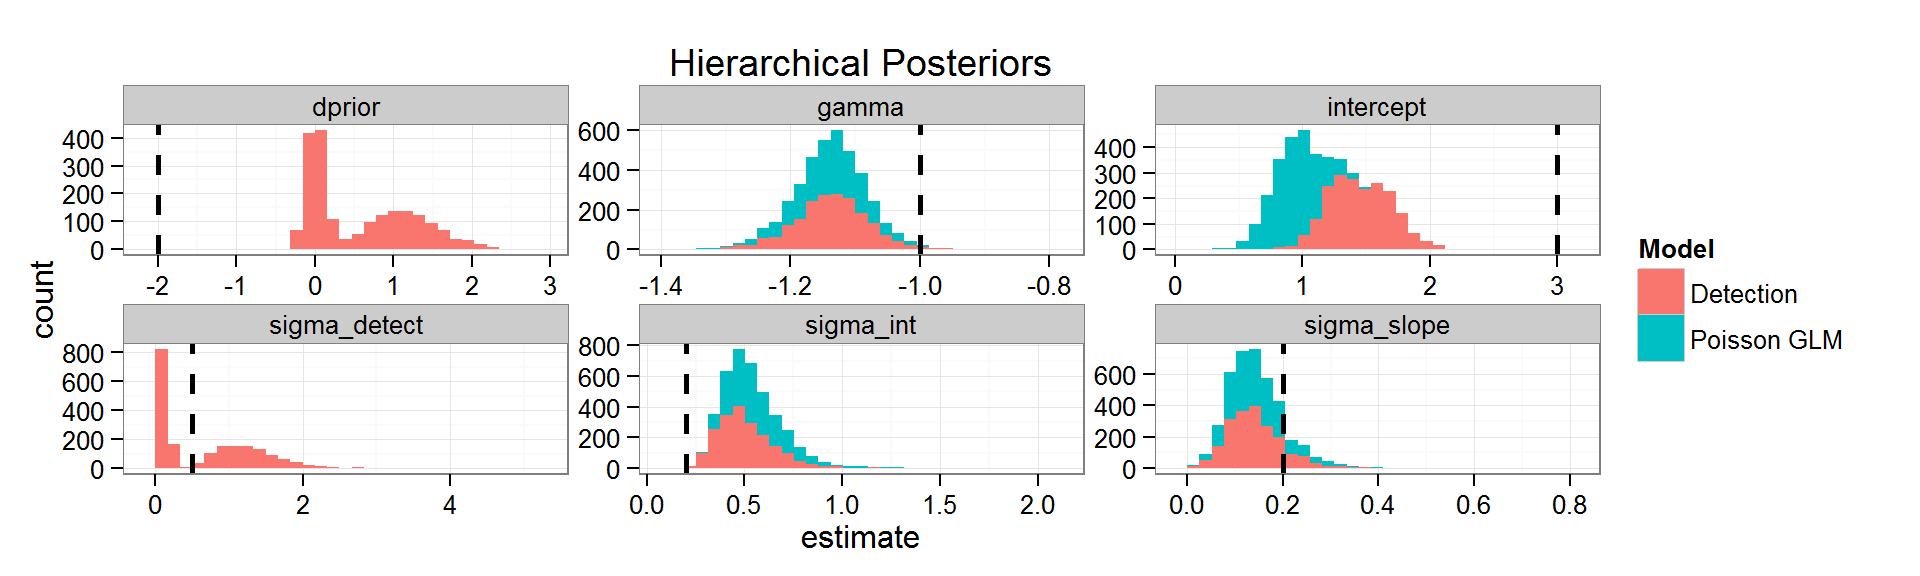 Hierarchical Posteriors
dprior
gamma
intercept
400
300
200
100
0
600
400
200
0
400
300
200
100
0
-2 -1 0 1 2 3
-1.4 -1.2 -1.0 -0.8
0 1 2 3
sigma_detect
sigma_int
sigma_slope
800
600
400
200
0
800
600
400
200
0
600
400
200
0
0 2 4
0.0 0.5 1.0 1.5 2.0
0.0 0.2 0.4 0.6 0.8
count
estimate
Model
Detection
Poisson GLM